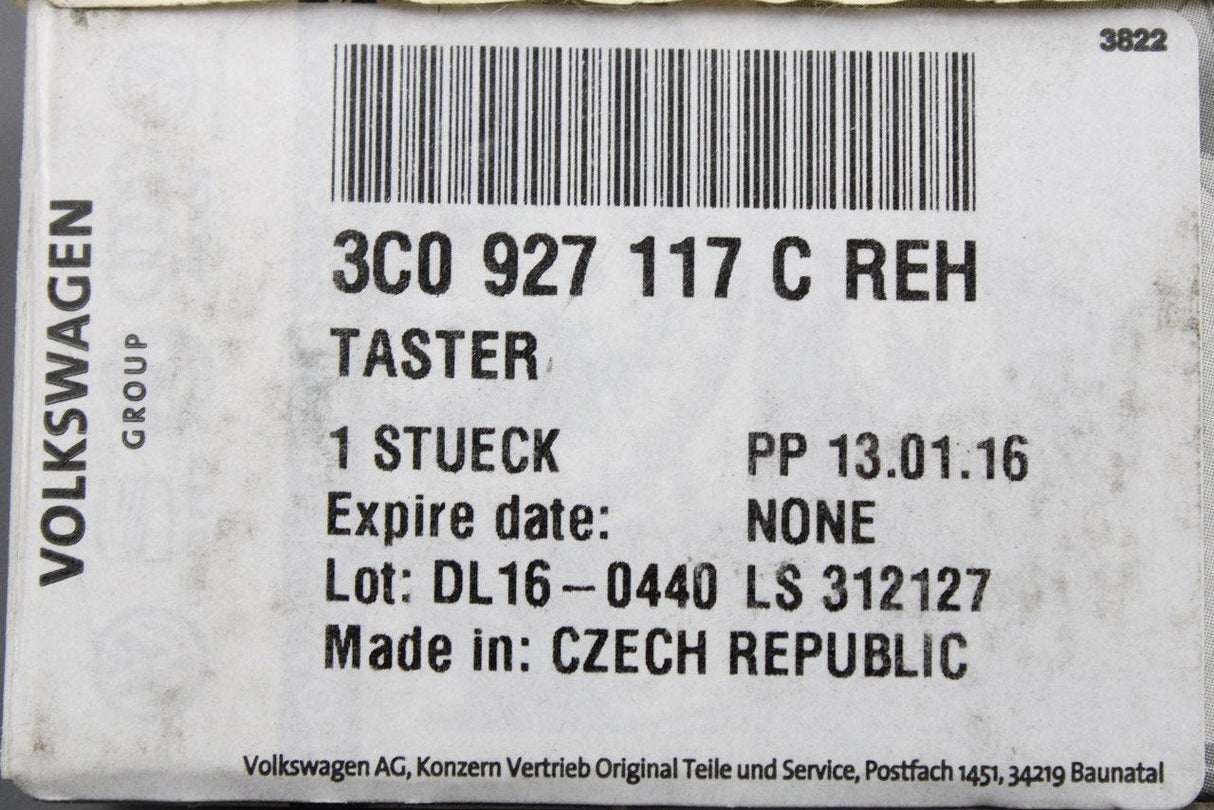 3822
3C0 927 117 C REH
TASTER
1 STUECK PP 13.01.16
Expire date: NONE
Lot: DL16-0440 LS 312127
Made in: CZECH REPUBLIC
VOLKSWAGEN
GROUP
Volkswagen AG, Konzern Vertrieb Original Teile und Service, Postfach 1451, 34219 Baunatal